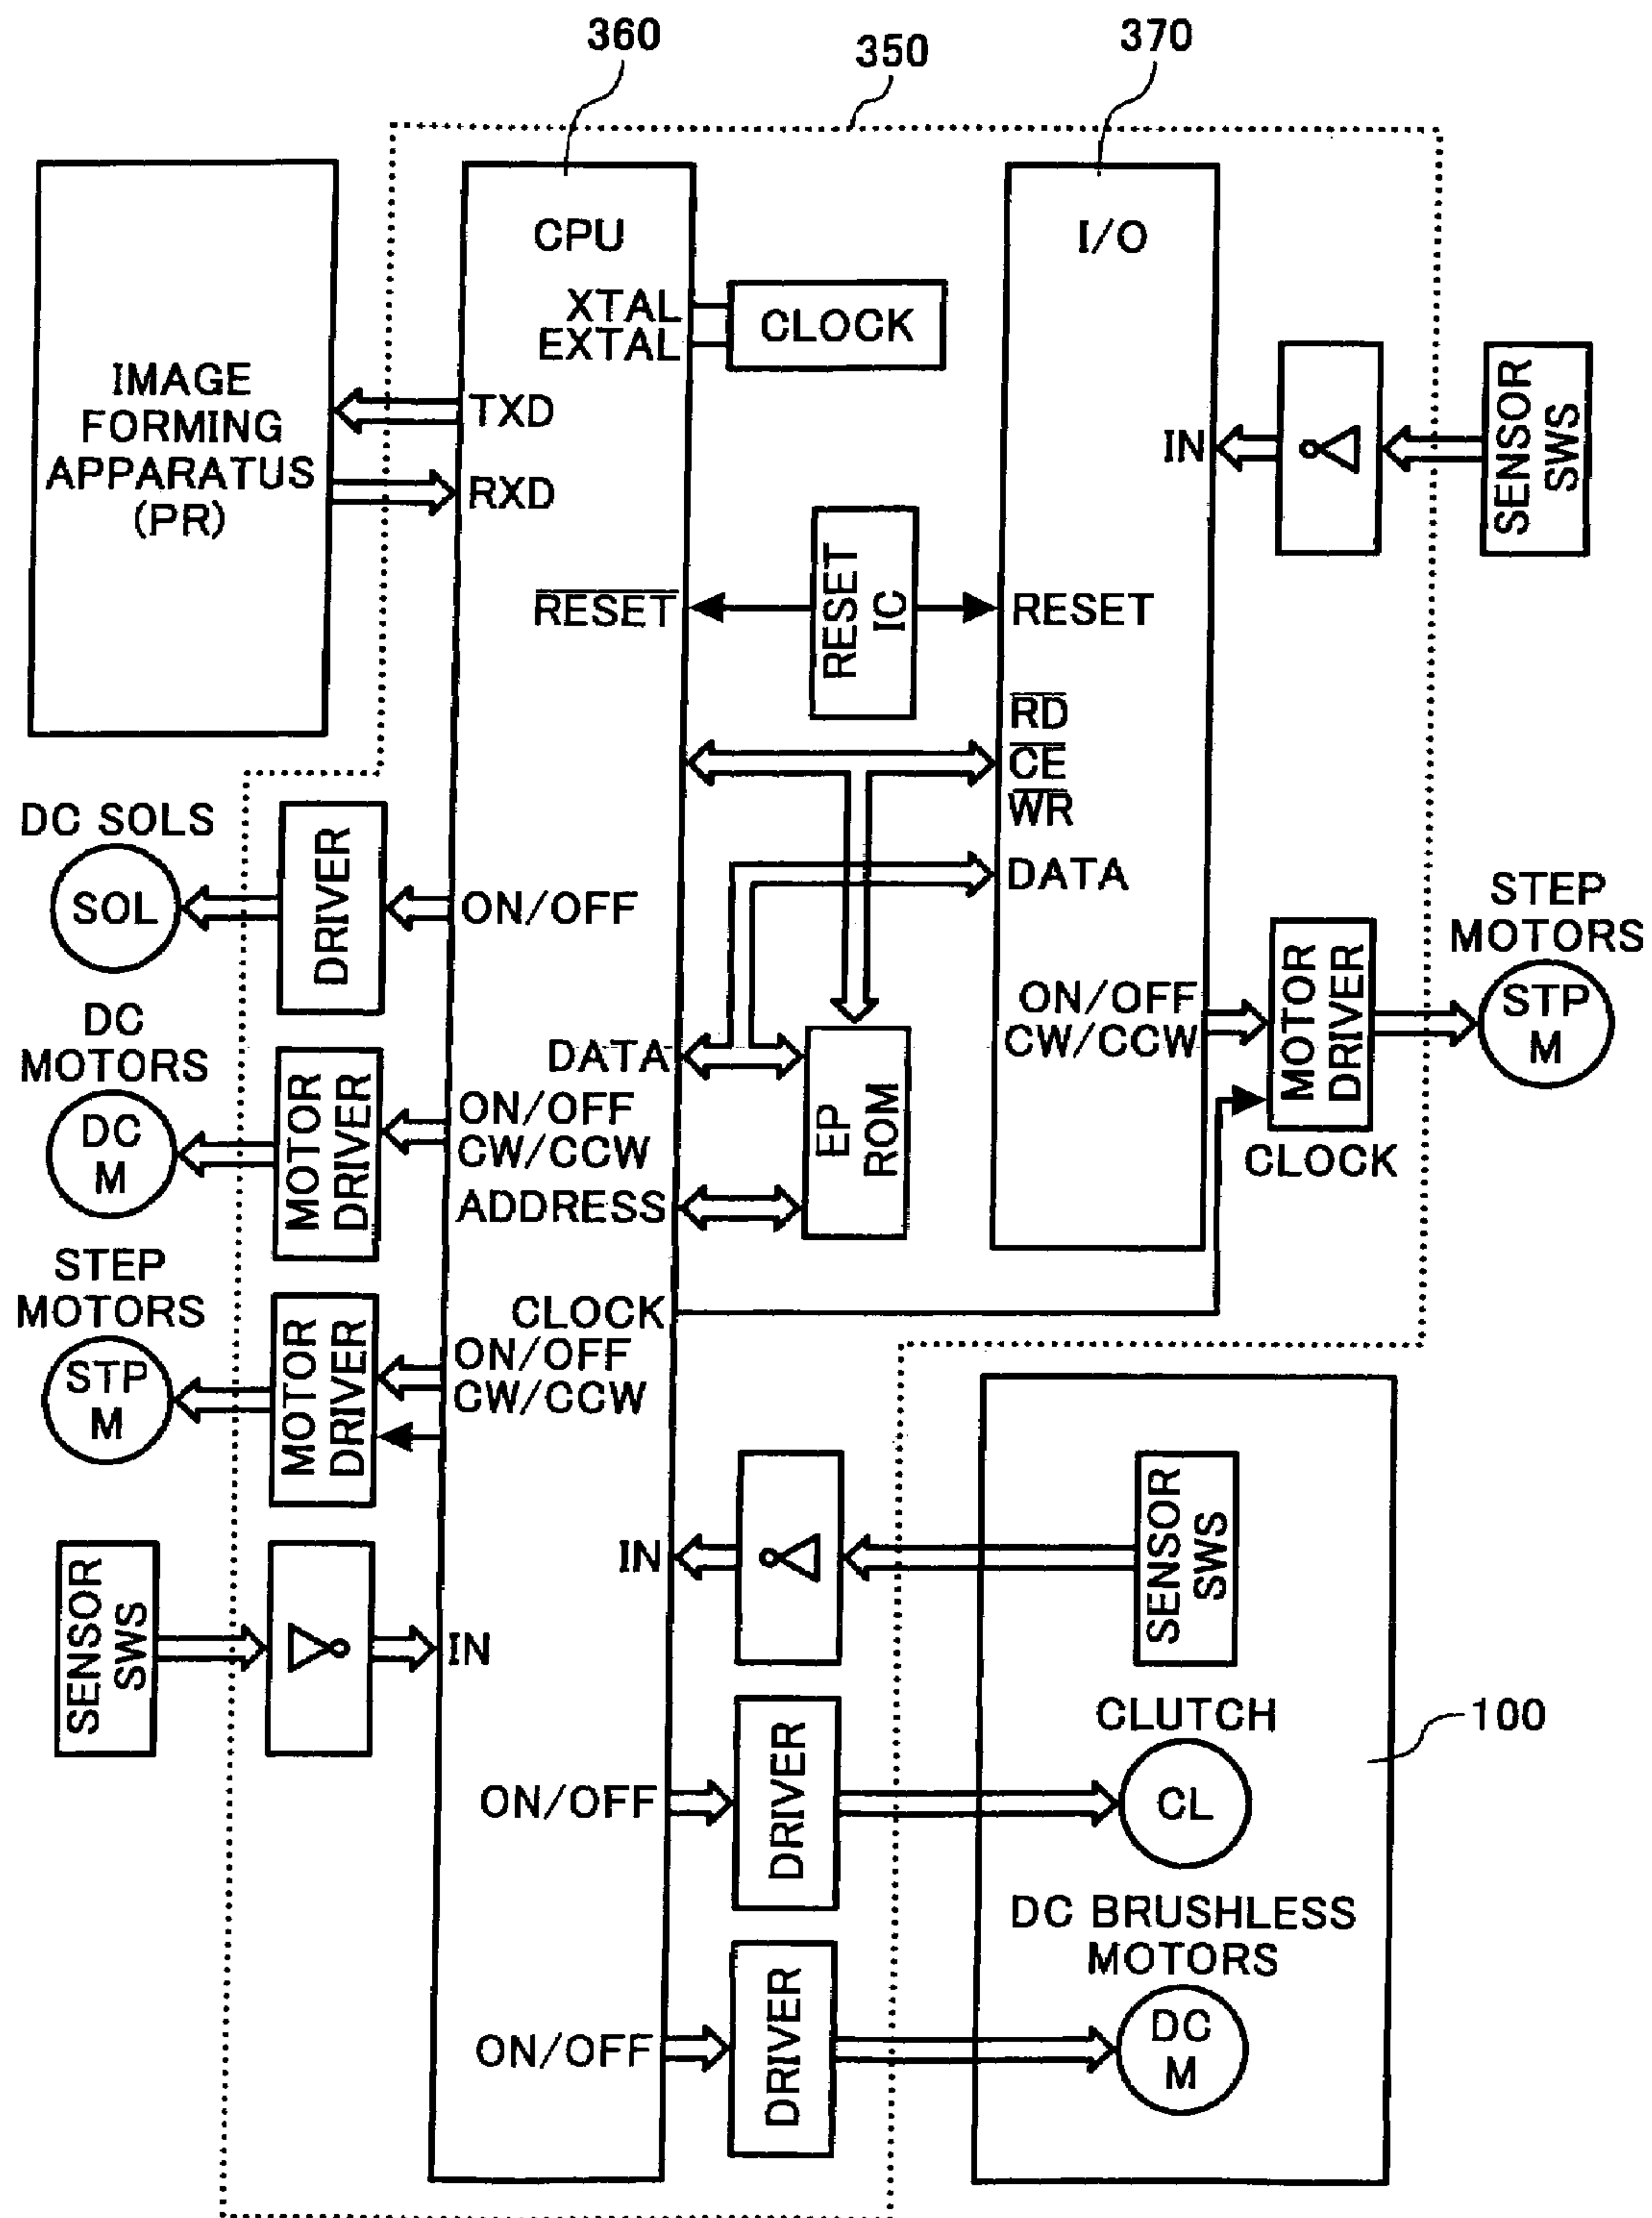 360
350
370
CPU
I/O
XTAL
EXTAL
CLOCK
IMAGE
FORMING
APPARATUS
(PR)
TXD
RXD
IN
SENSOR
SWS
RESET
RESET
IC
RESET
RD
CE
WR
DATA
DC SOLS
SOL
DRIVER
ON/OFF
STEP
MOTORS
STP
M
MOTOR
DRIVER
ON/OFF
CW/CCW
CLOCK
DC
MOTORS
DC
M
MOTOR
DRIVER
DATA
ON/OFF
CW/CCW
ADDRESS
EP
ROM
STEP
MOTORS
STP
M
MOTOR
DRIVER
CLOCK
ON/OFF
CW/CCW
IN
SENSOR
SWS
SENSOR
SWS
IN
CLUTCH
CL
100
ON/OFF
DRIVER
DC BRUSHLESS
MOTORS
DC
M
ON/OFF
DRIVER